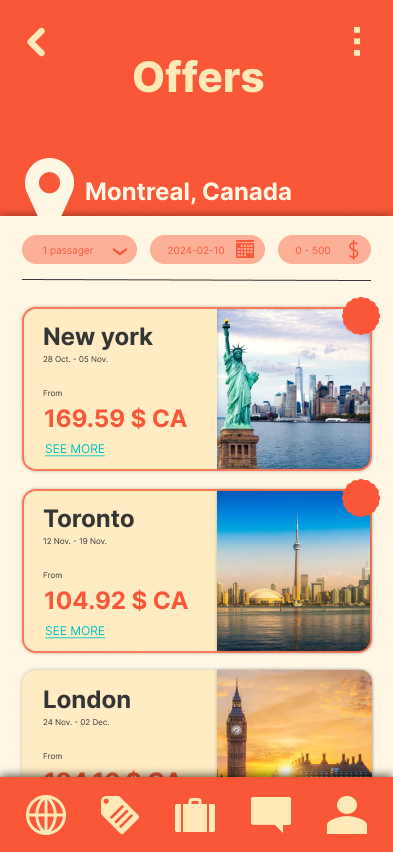 Offers
Montreal, Canada
1 passager
2024-02-10
0 - 500 $
New york
28 Oct. - 05 Nov.
From
169.59 $ CA
SEE MORE
Toronto
12 Nov. - 19 Nov.
From
104.92 $ CA
SEE MORE
London
24 Nov. - 02 Dec.
From